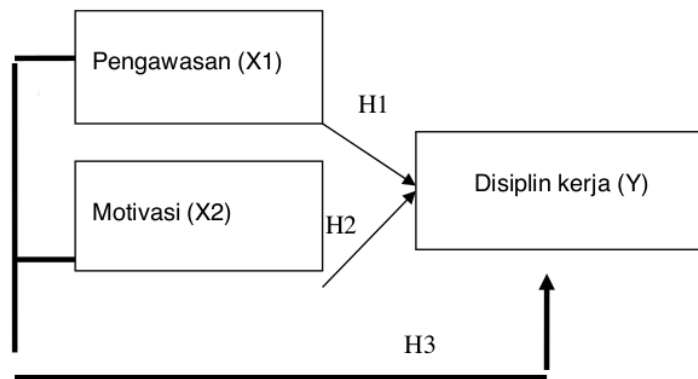 Pengawasan (X1)
H1
Disiplin kerja (Y)
Motivasi (X2)
H2
H3